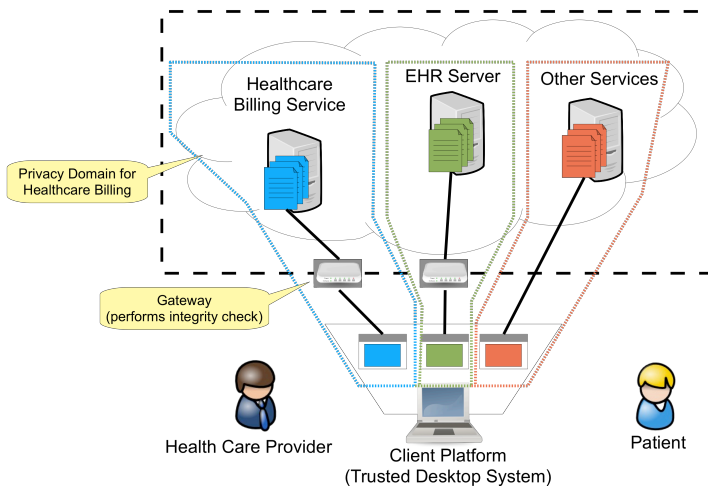 Healthcare
Billing Service
EHR Server
Other Services
Privacy Domain for
Healthcare Billing
Gateway
(performs integrity check)
Health Care Provider
Client Platform
(Trusted Desktop System)
Patient